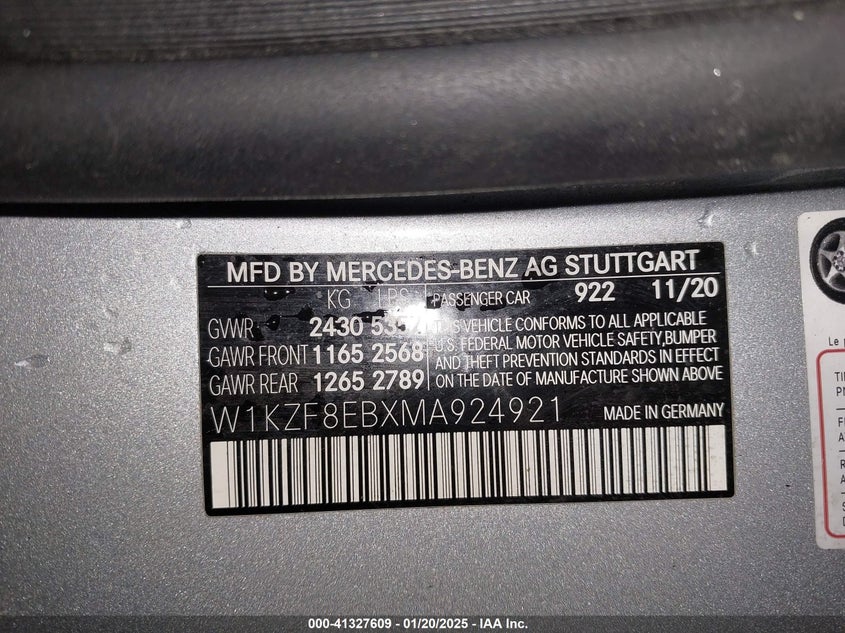 MFD BY MERCEDES-BENZ AG STUTTGART
KG LPS PASSENGER CAR 922 11/20
GVWR 2430
GAWR FRONT 1165 2568
GAWR REAR 1265 2789
VEHICLE CONFORMS TO ALL APPLICABLE
U.S. FEDERAL MOTOR VEHICLE SAFETY, BUMPER
AND THEFT PREVENTION STANDARDS IN EFFECT
ON THE DATE OF MANUFACTURE SHOWN ABOVE
W1KZF8EBXMA924921 MADE IN GERMANY
Le
000-41327609 - 01/20/2025 - IAA Inc.